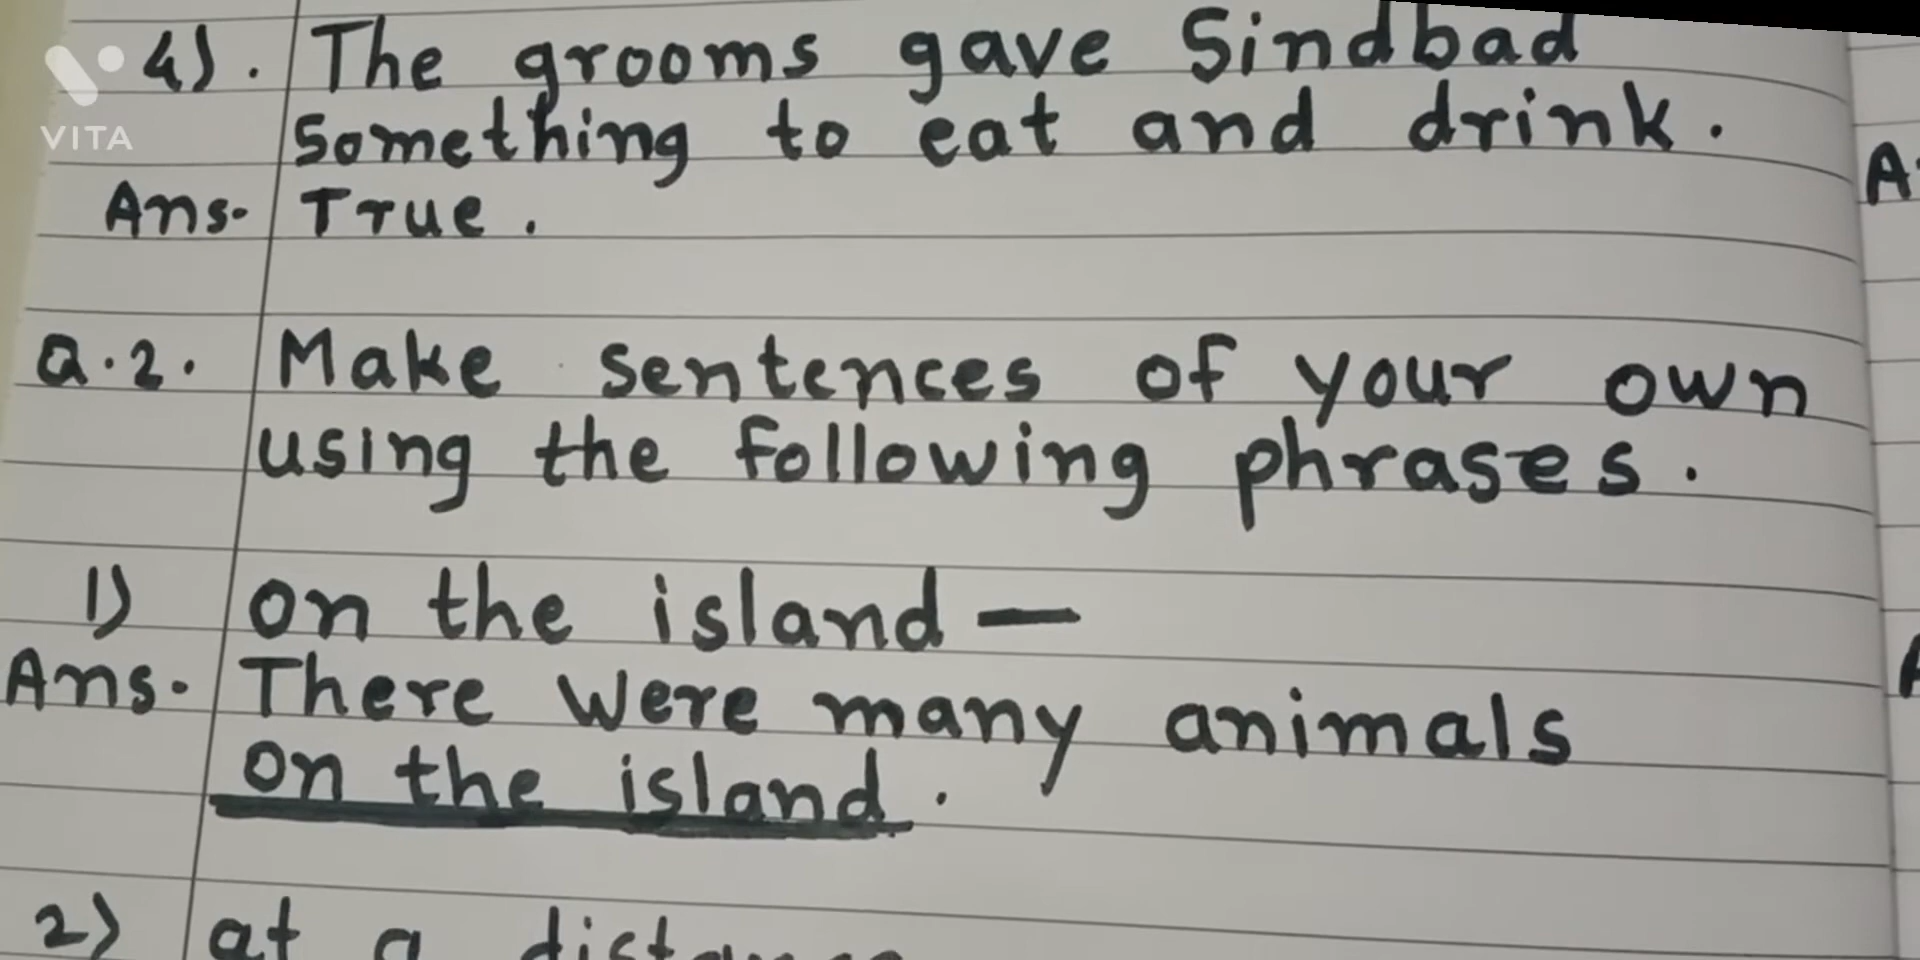 VITA
4). The grooms gave Sindbad
something to eat and drink.
Ans. True.
Q.2. Make sentences of your own
using the following phrases.
1) on the island —
Ans. There were many animals
on the island.
2) at a